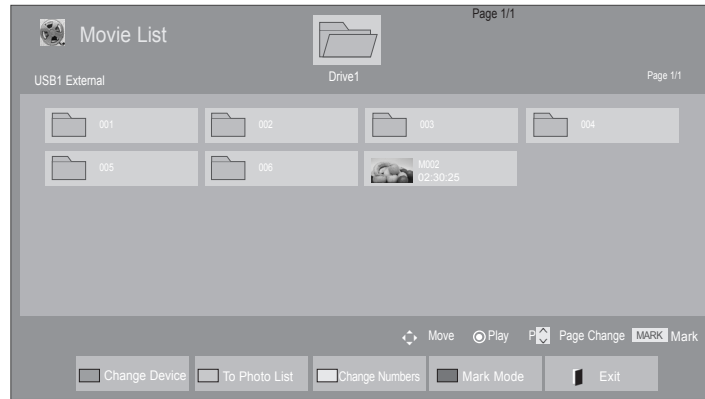 Page 1/1
Movie List
Drive1
USB1 External
Page 1/1
001
002
003
004
005
006
M002
02:30:25
Move
Play
P
Page Change
MARK
Mark
Change Device
To Photo List
Change Numbers
Mark Mode
Exit